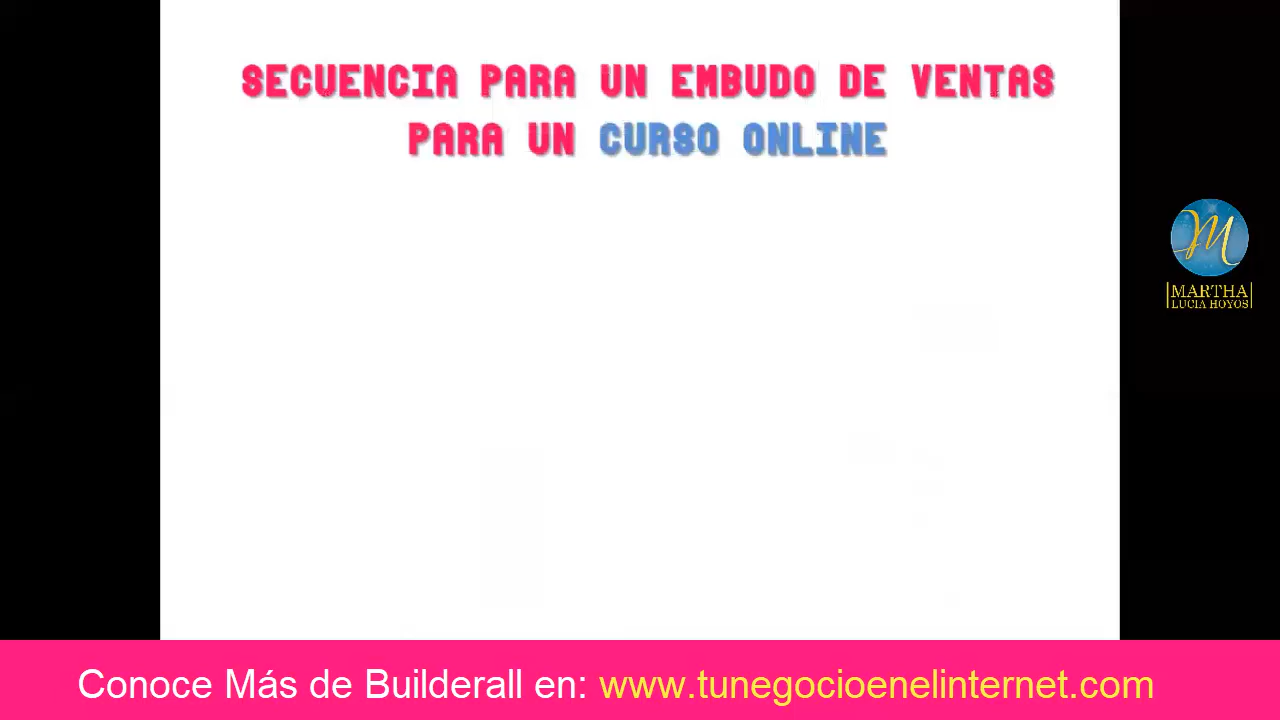 SECUENCIA PARA UN EMBUDO DE VENTAS
PARA UN CURSO ONLINE
M
MARTHA
LUCIA HOYOS
Conoce Más de Builderall en: www.tunegocioenelinternet.com